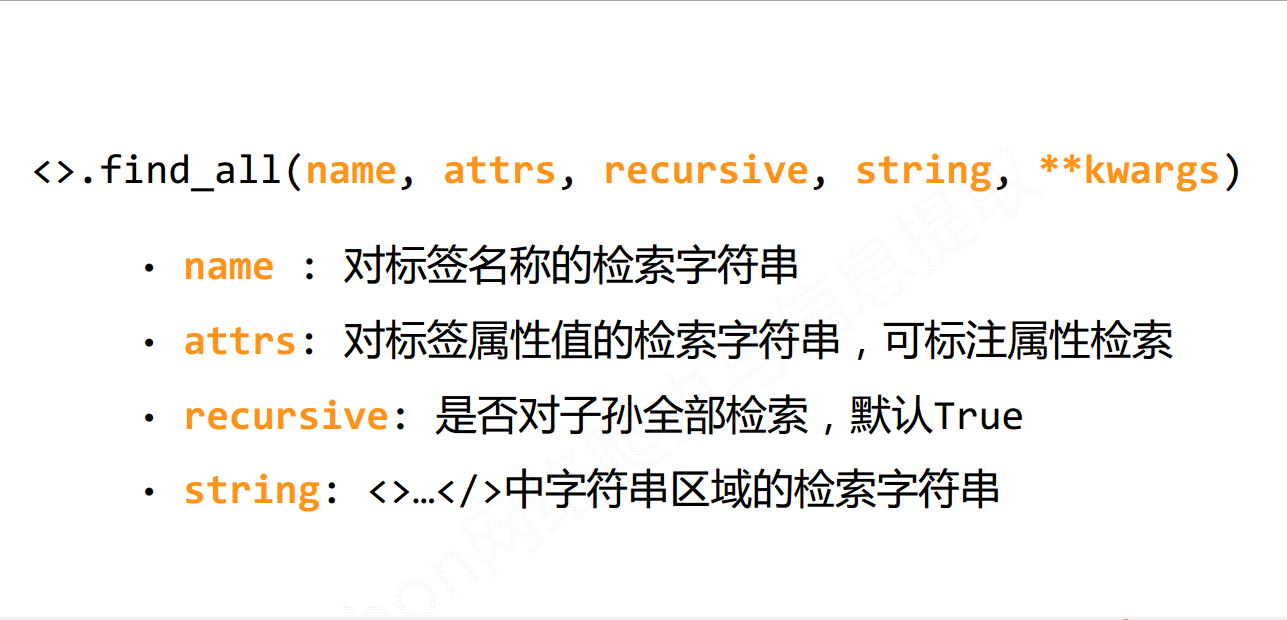 <>.find_all(name, attrs, recursive, string, **kwargs)
• name : 对标签名称的检索字符串
• attrs: 对标签属性值的检索字符串，可标注属性检索
• recursive: 是否对子孙全部检索，默认True
• string: <>…</>中字符串区域的检索字符串